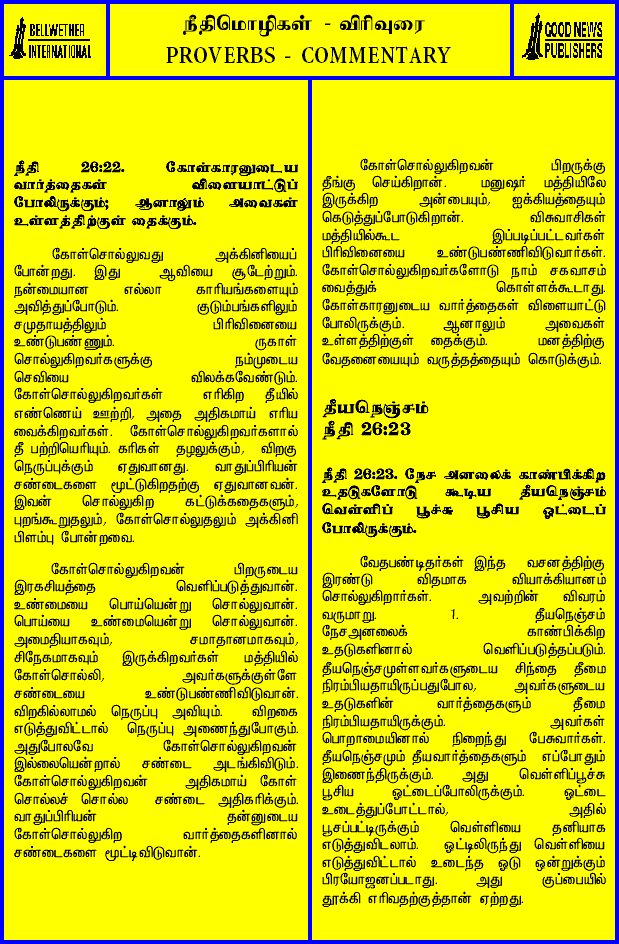 BELLWETHER
INTERNATIONAL
நீதிமொழிகள் - விரிவுரை
PROVERBS - COMMENTARY
GOOD NEWS
PUBLISHERS
நீதி 26:22. கோள்காரனுடைய
வார்த்தைகள் விளையாட்டுப்
போலிருக்கும்; ஆனாலும் அவைகள்
உள்ளத்திற்குள் தைக்கும்.
கோள்சொல்லுவது அக்கினியைப்
போன்றது. இது ஆவியை சூடேற்றும்.
நன்மையான எல்லா காரியங்களையும்
அவித்துப்போடும். குடும்பங்களிலும்
சமுதாயத்திலும் பிரிவினையை
உண்டுபண்ணும். ருகாள்
சொல்லுகிறவர்களுக்கு நம்முடைய
செவியை விலக்கவேண்டும்.
கோள்சொல்லுகிறவர்கள் எரிகிற தீயில்
எண்ணெய் ஊற்றி, அதை அதிகமாய் எரிய
வைக்கிறவர்கள். கோள்சொல்லுகிறவர்களால்
தீ பற்றியெரியும். கரிகள் தழலுக்கும், விறகு
நெருப்புக்கும் ஏதுவானது. வாதுப்பிரியன்
சண்டைகளை மூட்டுகிறதற்கு ஏதுவானவன்.
இவன் சொல்லுகிற கட்டுக்கதைகளும்,
புறங்கூறுதலும், கோள்சொல்லுதலும் அக்கினி
பிளம்பு போன்றவை.
கோள்சொல்லுகிறவன் பிறருடைய
இரகசியத்தை வெளிப்படுத்துவான்.
உண்மையை பொய்யென்று சொல்லுவான்.
பொய்யை உண்மையென்று சொல்லுவான்.
அமைதியாகவும், சமாதானமாகவும்,
சிநேகமாகவும் இருக்கிறவர்கள் மத்தியில்
கோள்சொல்லி, அவர்களுக்குள்ளே
சண்டையை உண்டுபண்ணிவிடுவான்.
விறகில்லாமல் நெருப்பு அவியும். விறகை
எடுத்துவிட்டால் நெருப்பு அணைந்துபோகும்.
அதுபோலவே கோள்சொல்லுகிறவன்
இல்லையென்றால் சண்டை அடங்கிவிடும்.
கோள்சொல்லுகிறவன் அதிகமாய் கோள்
சொல்லச் சொல்ல சண்டை அதிகரிக்கும்.
வாதுப்பிரியன் தன்னுடைய
கோள்சொல்லுகிற வார்த்தைகளினால்
சண்டைகளை மூட்டிவிடுவான்.
கோள்சொல்லுகிறவன் பிறருக்கு
தீங்கு செய்கிறான். மனுஷர் மத்தியிலே
இருக்கிற அன்பையும், ஐக்கியத்தையும்
கெடுத்துப்போடுகிறான். விசுவாசிகள்
மத்தியில்கூட இப்படிப்பட்டவர்கள்
பிரிவினையை உண்டுபண்ணிவிடுவார்கள்.
கோள்சொல்லுகிறவர்களோடு நாம் சகவாசம்
வைத்துக் கொள்ளக்கூடாது.
கோள்காரனுடைய வார்த்தைகள் விளையாட்டு
போலிருக்கும். ஆனாலும் அவைகள்
உள்ளத்திற்குள் தைக்கும். மனத்திற்கு
வேதனையையும் வருத்தத்தையும் கொடுக்கும்.
தீயநெஞ்சம்
நீதி 26:23
நீதி 26:23. நேச அனலைக் காண்பிக்கிற
உதடுகளோடு கூடிய தீயநெஞ்சம்
வெள்ளிப் பூச்சு பூசிய ஓட்டைப்
போலிருக்கும்.
வேதபண்டிதர்கள் இந்த வசனத்திற்கு
இரண்டு விதமாக வியாக்கியானம்
சொல்லுகிறார்கள். அவற்றின் விவரம்
வருமாறு. 1. தீயநெஞ்சம்
நேசஅனலைக் காண்பிக்கிற
உதடுகளினால் வெளிப்படுத்தப்படும்.
தீயநெஞ்சமுள்ளவர்களுடைய சிந்தை தீமை
நிரம்பியதாயிருப்பதுபோல, அவர்களுடைய
உதடுகளின் வார்த்தைகளும் தீமை
நிரம்பியதாயிருக்கும். அவர்கள்
பொறாமையினால் நிறைந்து பேசுவார்கள்.
தீயநெஞ்சமும் தீயவார்த்தைகளும் எப்போதும்
இணைந்திருக்கும். அது வெள்ளிப்பூச்சு
பூசிய ஓட்டைப்போலிருக்கும். ஓட்டை
உடைத்துப்போட்டால், அதில்
பூசப்பட்டிருக்கும் வெள்ளியை தனியாக
எடுத்துவிடலாம். ஓட்டிலிருந்து வெள்ளியை
எடுத்துவிட்டால் உடைந்த ஓடு ஒன்றுக்கும்
பிரயோஜனப்படாது. அது குப்பையில்
தூக்கி எரிவதற்குத்தான் ஏற்றது.